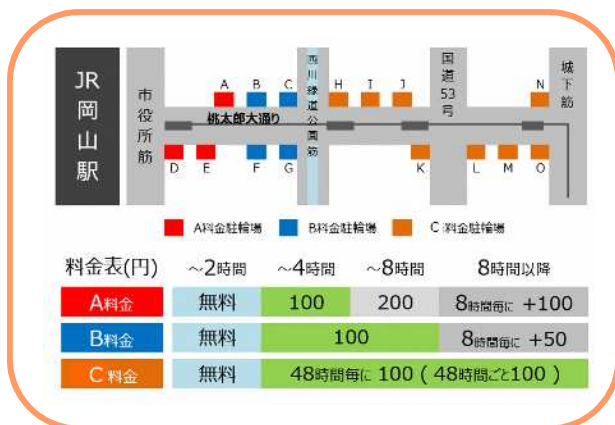 JR岡山駅
市役所筋
A B C
西川緑道公園筋
H I J
国道53号
N
城下筋
桃太郎大通り
D E F G K L M O
A料金駐輪場 B料金駐輪場 C料金駐輪場
料金表(円) ～2時間 ～4時間 ～8時間 8時間以降
A料金 無料 100 200 8時間毎に +100
B料金 無料 100 8時間毎に +50
C料金 無料 48時間毎に 100 ( 48時間ごと100 )